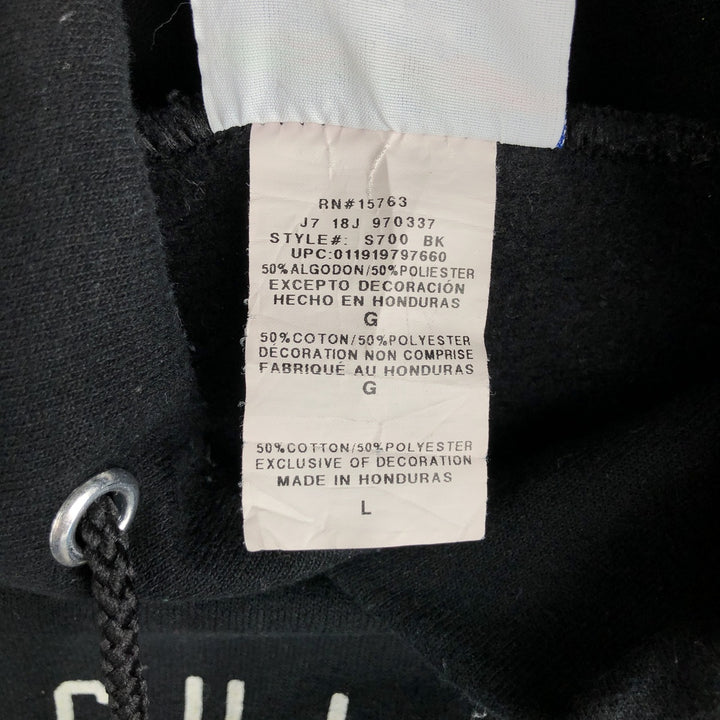 RN#15763
J7 18J 970337
STYLE#: S700 BK
UPC:011919797660
50%ALGODON/50%POLIESTER
EXCEPTO DECORACIÓN
HECHO EN HONDURAS
G
50%COTON/50%POLYESTER
DÉCORATION NON COMPRISE
FABRIQUÉ AU HONDURAS
G
50%COTTON/50%POLYESTER
EXCLUSIVE OF DECORATION
MADE IN HONDURAS
L